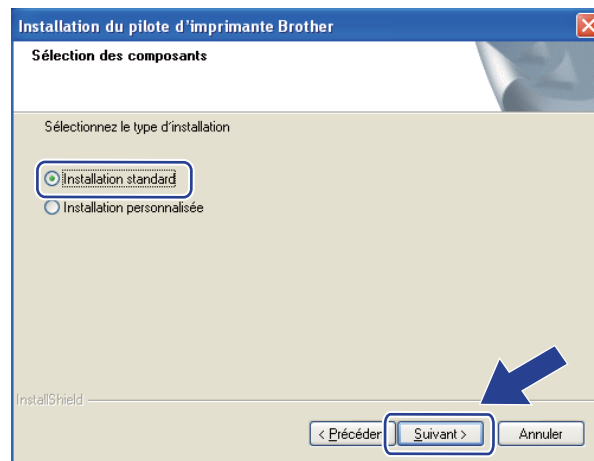 Installation du pilote d'imprimante Brother
Sélection des composants
Sélectionnez le type d'installation
Installation standard
Installation personnalisée
InstallShield
< Précéden
Suivant >
Annuler